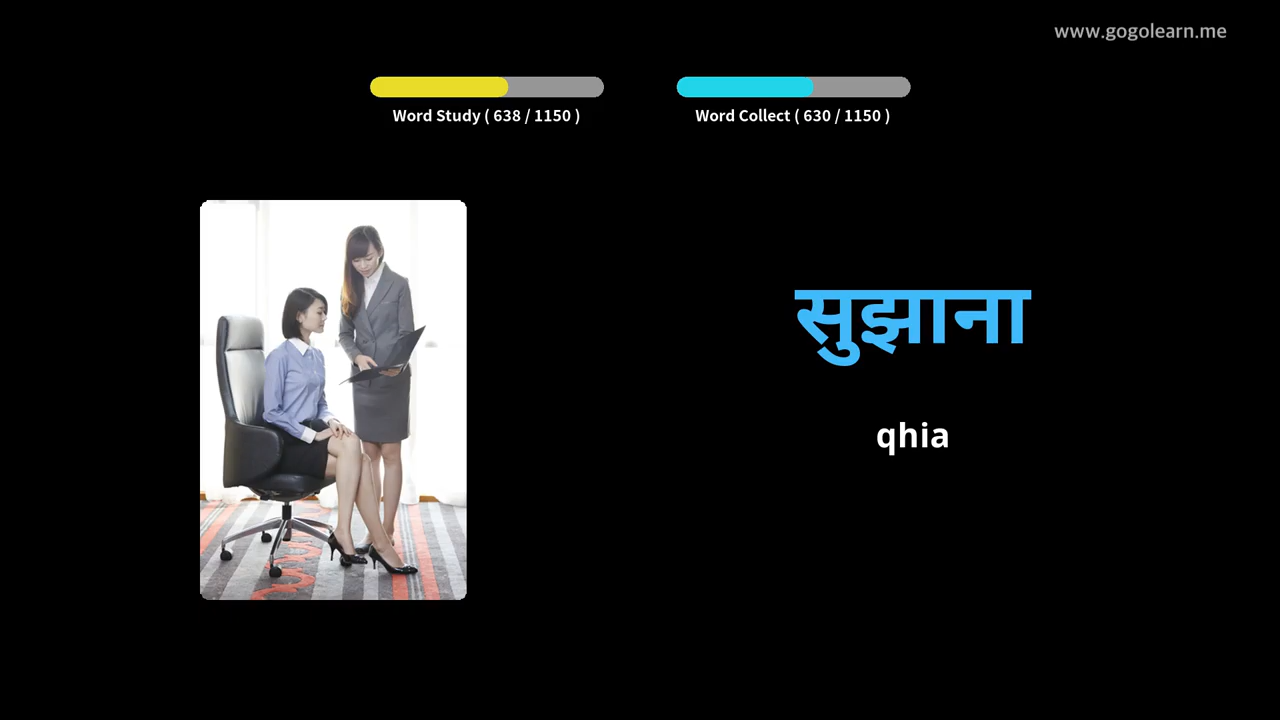 www.gogolearn.me
Word Study ( 638 / 1150 )
Word Collect ( 630 / 1150 )
सुझाना
qhia